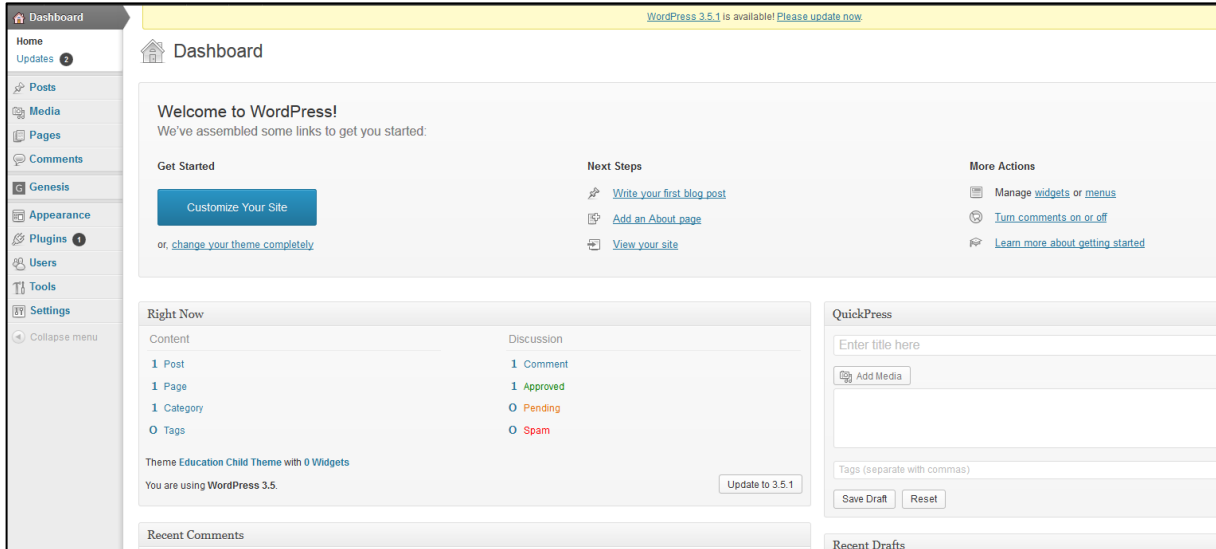 Dashboard
Home
Updates 2
Posts
Media
Pages
Comments
G Genesis
Appearance
Plugins 1
Users
Tools
Settings
Collapse menu
WordPress 3.5.1 is available! Please update now.
Dashboard
Welcome to WordPress!
We've assembled some links to get you started:
Get Started
Customize Your Site
or, change your theme completely
Next Steps
Write your first blog post
Add an About page
View your site
More Actions
Manage widgets or menus
Turn comments on or off
Learn more about getting started
Right Now
Content
1 Post
1 Page
1 Category
0 Tags
Discussion
1 Comment
1 Approved
0 Pending
0 Spam
Theme Education Child Theme with 0 Widgets
You are using WordPress 3.5.
Update to 3.5.1
Recent Comments
QuickPress
Enter title here
Add Media
Tags (separate with commas)
Save Draft
Reset
Recent Drafts